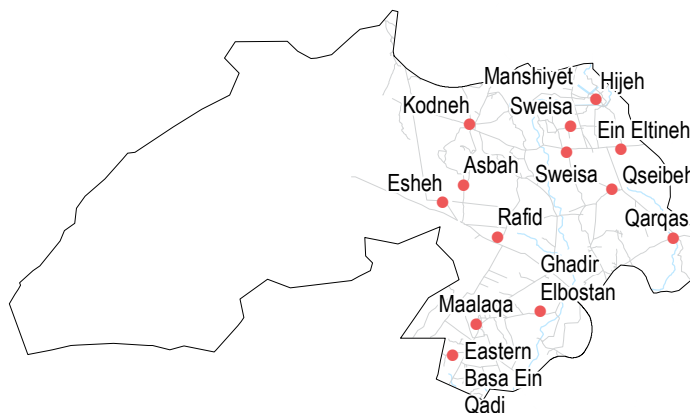 Manshiyet
Hijeh
Kodneh
Sweisa
Ein Eltineh
Asbah
Sweisa
Qseibeh
Esheh
Rafid
Qarqas
Ghadir
Elbostan
Maalaqa
Eastern
Basa Ein
Qadi